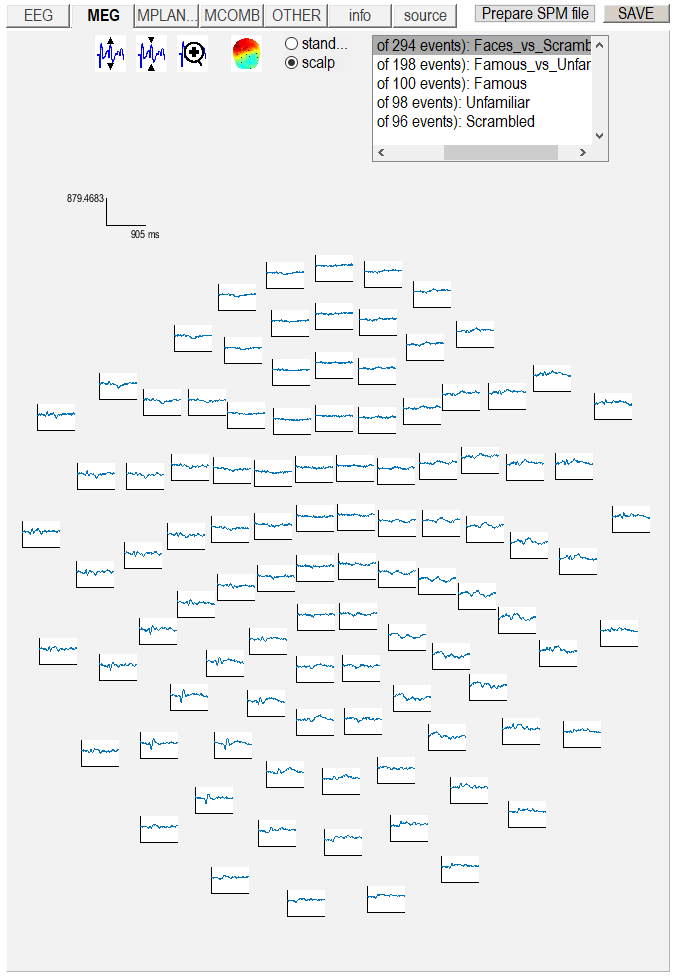 EEG MEG MPLAN... MCOMB OTHER info source Prepare SPM file SAVE
stand...
scalp
of 294 events): Faces_vs_Scramb
of 198 events): Famous_vs_Unfar
of 100 events): Famous
of 98 events): Unfamiliar
of 96 events): Scrambled
879.4683
905 ms